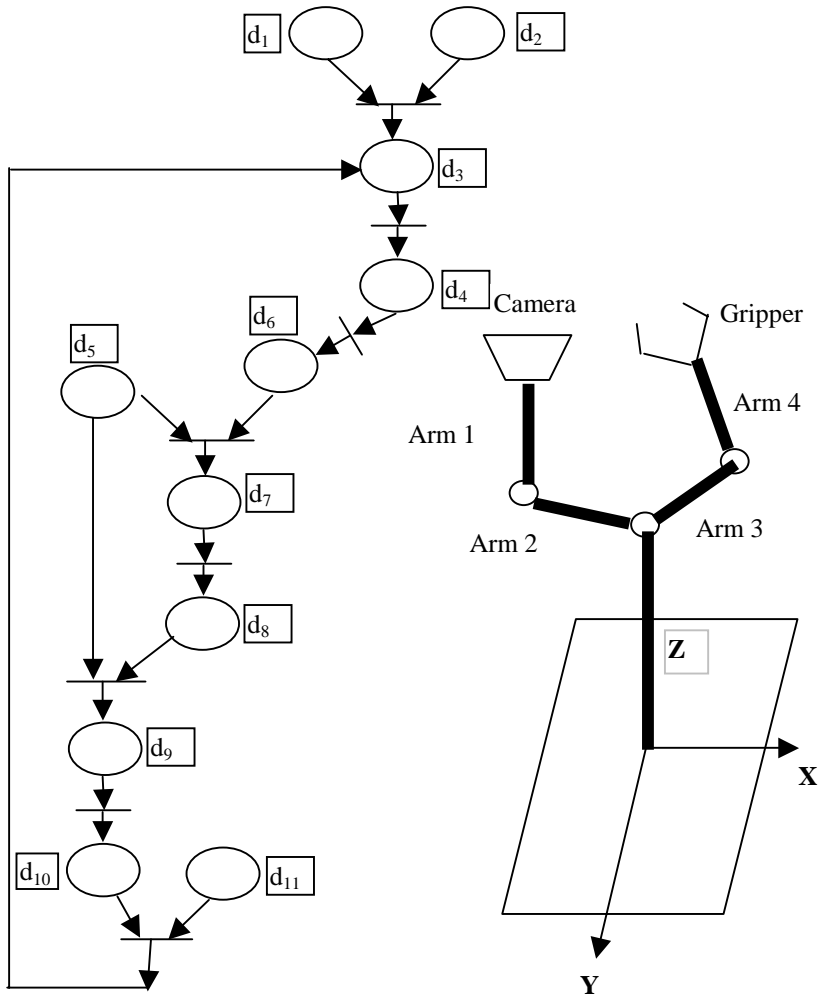 d₁
d₂
d₃
d₄
Camera
Gripper
d₆
d₅
Arm 4
Arm 1
d₇
Arm 3
Arm 2
d₈
Z
d₉
X
d₁₀
d₁₁
Y